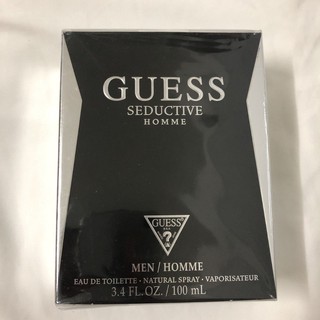 GUESS
SEDUCTIVE
HOMME
GUESS
?
MEN / HOMME
EAU DE TOILETTE • NATURAL SPRAY • VAPORISATEUR
3.4 FL. OZ. / 100 mL